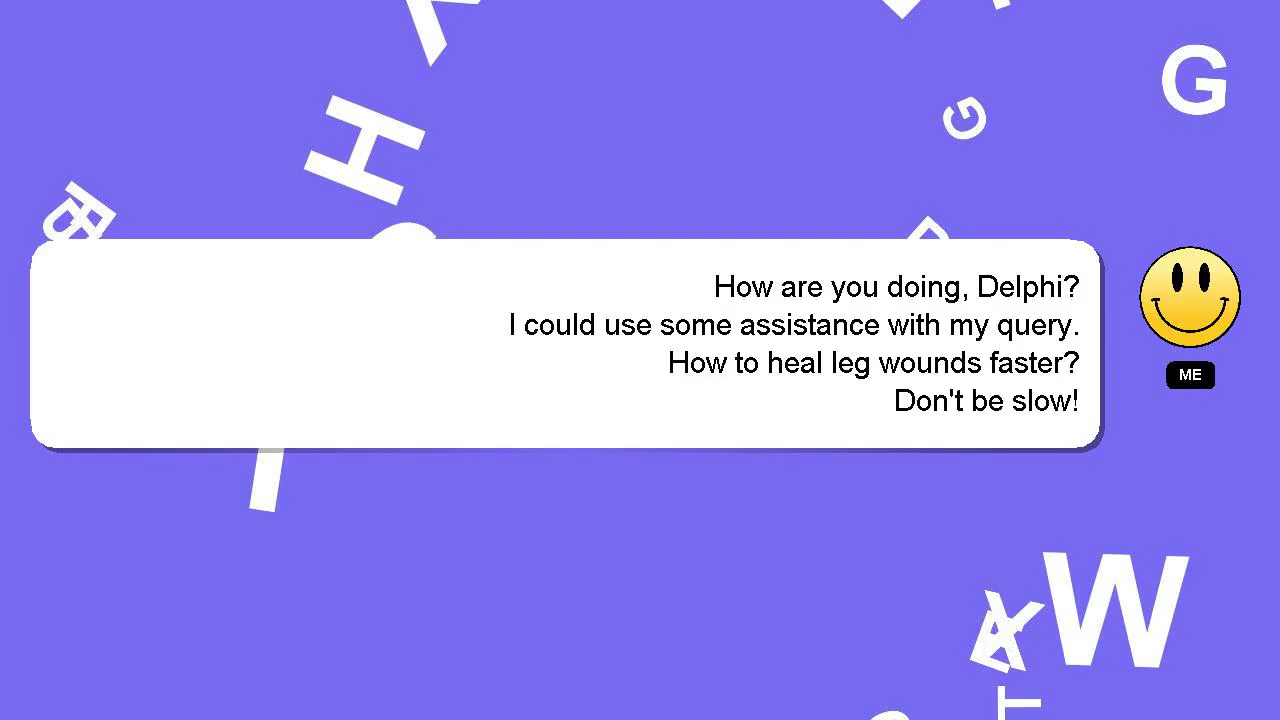 G
How are you doing, Delphi?
I could use some assistance with my query.
How to heal leg wounds faster?
Don't be slow!
ME
H
G
W
T